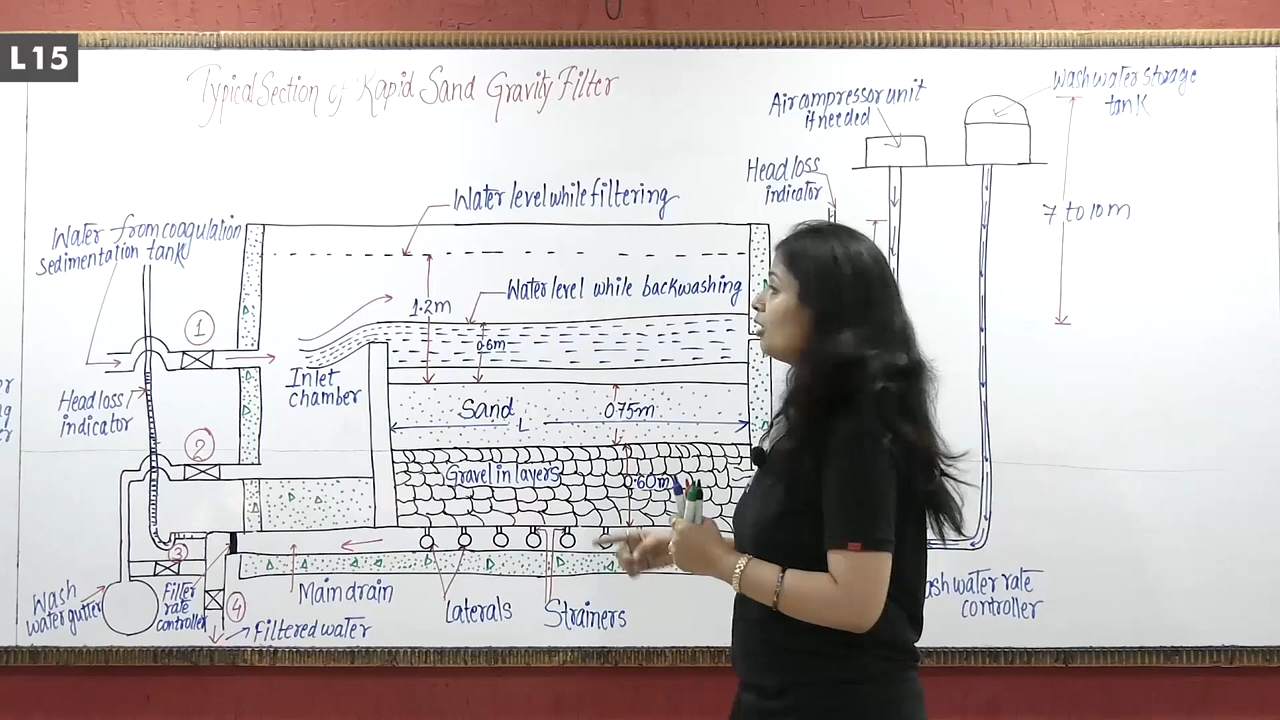 L15
Typical Section of Rapid Sand Gravity Filter
Air compressor unit
if needed
Wash water storage
tank
Head loss
indicator
7 to 10m
Water level while filtering
Water from coagulation
sedimentation tank
Water level while backwashing
1.2m
0.6m
1
Inlet
chamber
Head loss
indicator
Sand
0.75m
L
2
Gravel in layers
0.60m
3
Wash
water gutter
Filter
rate
controller
4
Filtered water
Main drain
Laterals
Strainers
water rate
controller